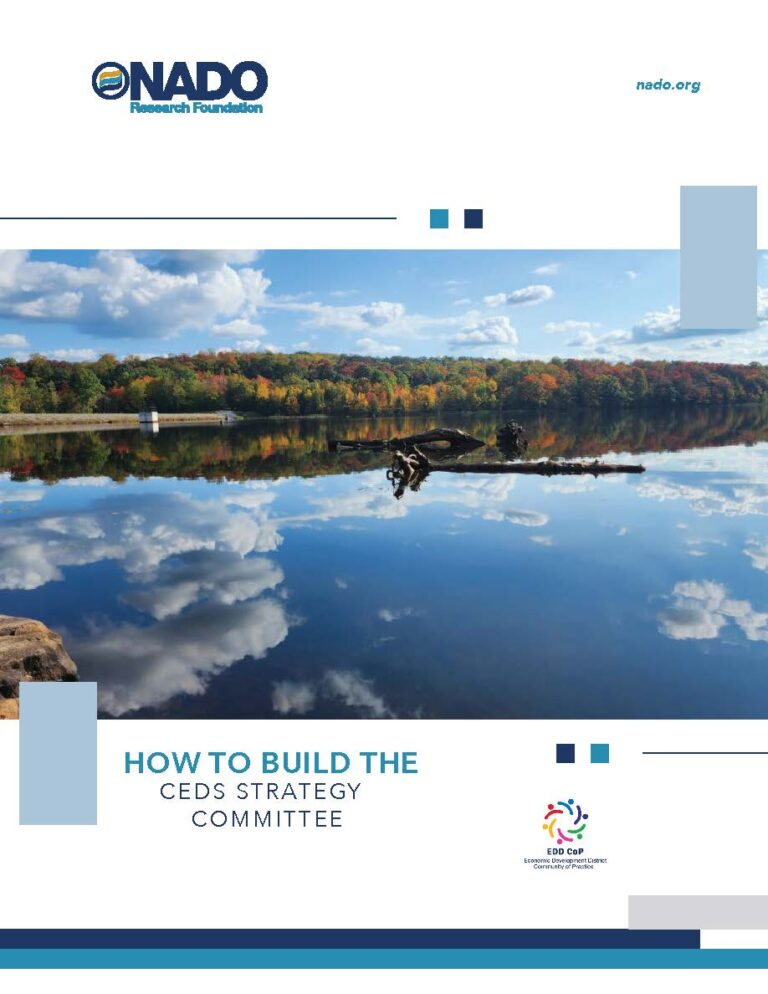 NADO
Research Foundation
nado.org
HOW TO BUILD THE
CEDS STRATEGY
COMMITTEE
EDD CoP
Economic Development District
Community of Practice